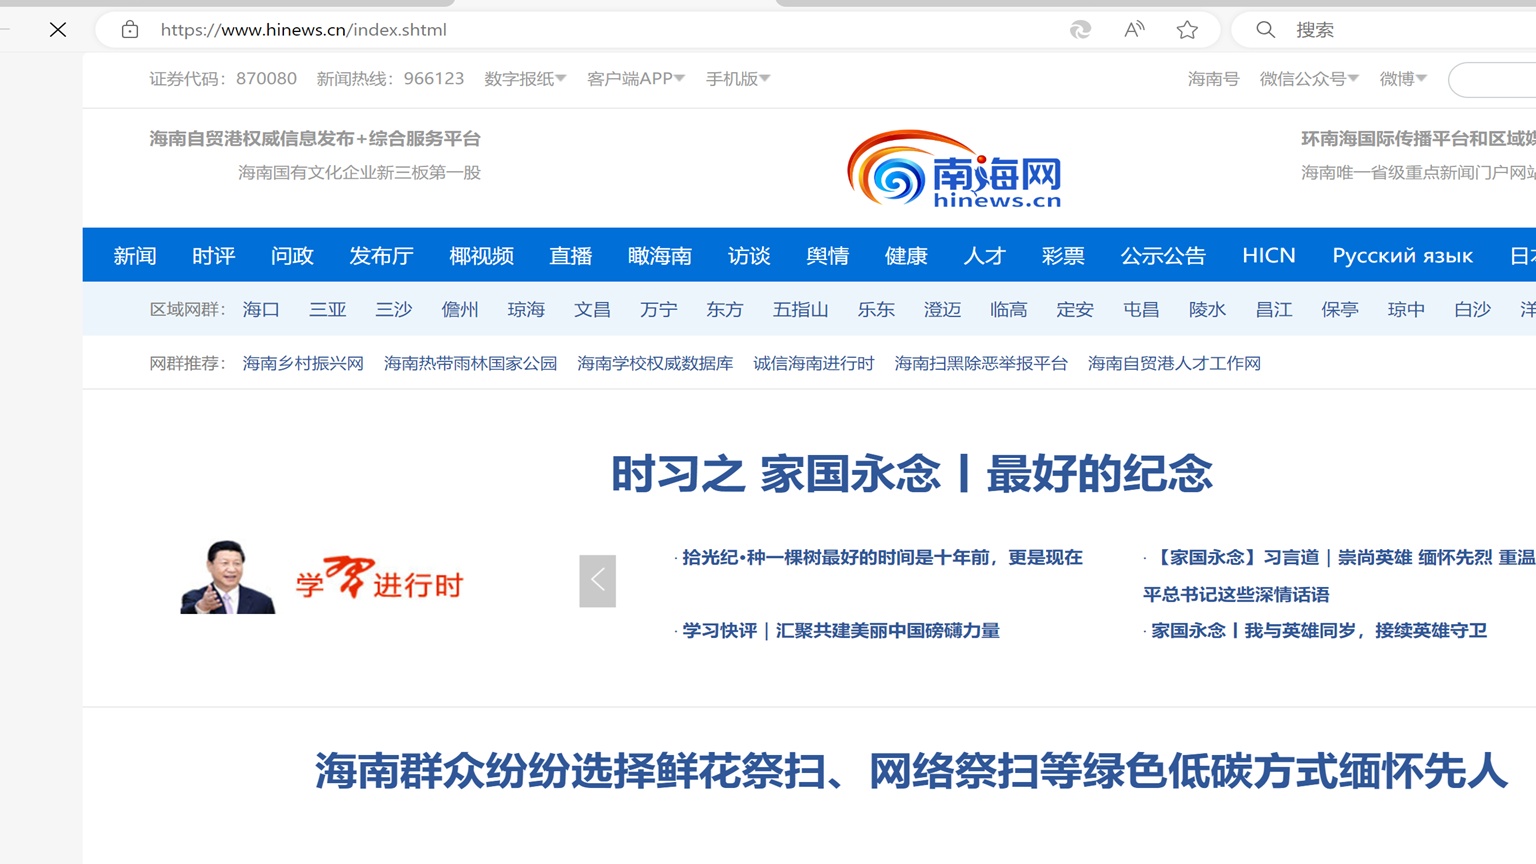 https://www.hinews.cn/index.shtml
搜索
证券代码：870080 新闻热线：966123 数字报纸 客户端APP 手机版 海南号 微信公众号 微博
海南自贸港权威信息发布+综合服务平台
海南国有文化企业新三板第一股
南海网
hinews.cn
环南海国际传播平台和区域媒
海南唯一省级重点新闻门户网站
新闻 时评 问政 发布厅 椰视频 直播 瞰海南 访谈 舆情 健康 人才 彩票 公示公告 HICN Русский язык 日本
区域网群： 海口 三亚 三沙 儋州 琼海 文昌 万宁 东方 五指山 乐东 澄迈 临高 定安 屯昌 陵水 昌江 保亭 琼中 白沙 洋
网群推荐： 海南乡村振兴网 海南热带雨林国家公园 海南学校权威数据库 诚信海南进行时 海南扫黑除恶举报平台 海南自贸港人才工作网
时习之 家国永念丨最好的纪念
学习进行时
· 拾光纪·种一棵树最好的时间是十年前，更是现在
· 学习快评｜汇聚共建美丽中国磅礴力量
· 【家国永念】习言道｜崇尚英雄 缅怀先烈 重温
平总书记这些深情话语
· 家国永念丨我与英雄同岁，接续英雄守卫
海南群众纷纷选择鲜花祭扫、网络祭扫等绿色低碳方式缅怀先人